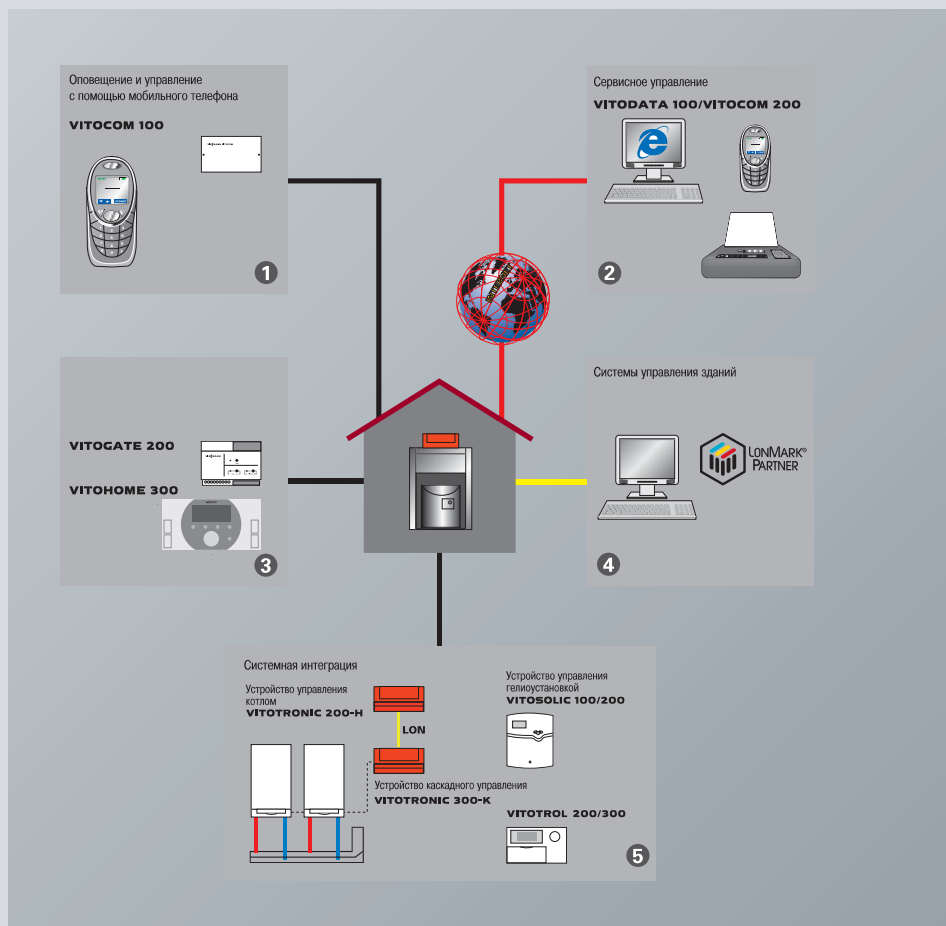 Оповещение и управление
с помощью мобильного телефона
VITOCOM 100
1
Сервисное управление
VITODATA 100/VITOCOM 200
2
INTERNET
VITOGATE 200
VITOHOME 300
3
Системы управления зданий
LONMARK®
PARTNER
4
Системная интеграция
Устройство управления
котлом
VITOTRONIC 200-H
LON
Устройство каскадного управления
VITOTRONIC 300-K
Устройство управления
гелиоустановкой
VITOSOLIC 100/200
VITOTROL 200/300
5